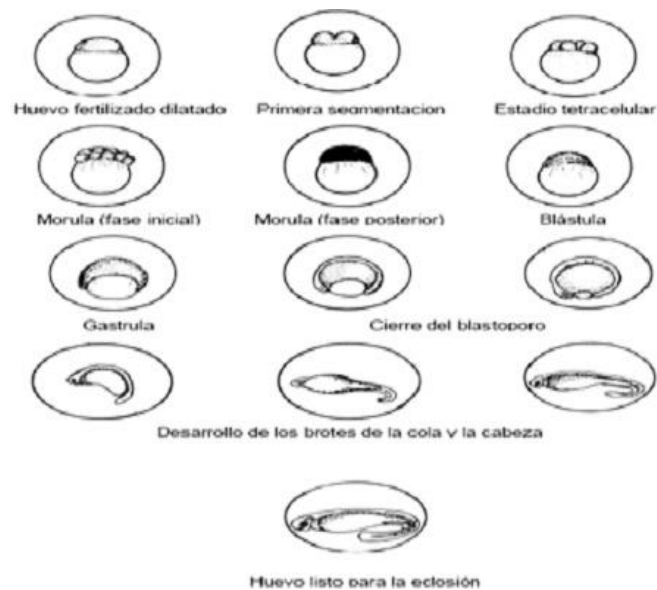 Huevo fertilizado dilatado
Primera segmentacion
Estadio tetracelular
Morula (fase inicial)
Morula (fase posterior)
Blástula
Gastrula
Cierre del blastoporo
Desarrollo de los brotes de la cola y la cabeza
Huevo listo para la eclosión